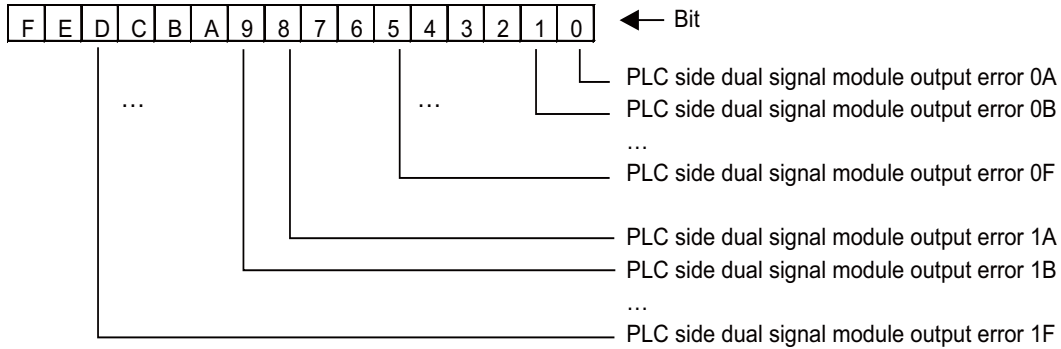 F E D C B A 9 8 7 6 5 4 3 2 1 0 Bit
PLC side dual signal module output error 0A
… … PLC side dual signal module output error 0B
…
PLC side dual signal module output error 0F
PLC side dual signal module output error 1A
PLC side dual signal module output error 1B
…
PLC side dual signal module output error 1F